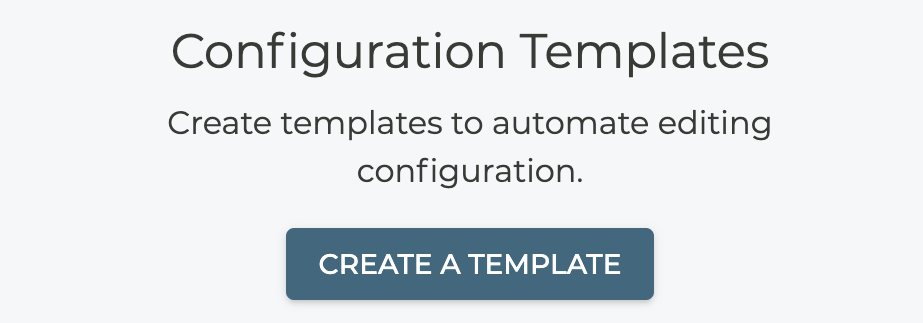 Configuration Templates
Create templates to automate editing
configuration.
CREATE A TEMPLATE